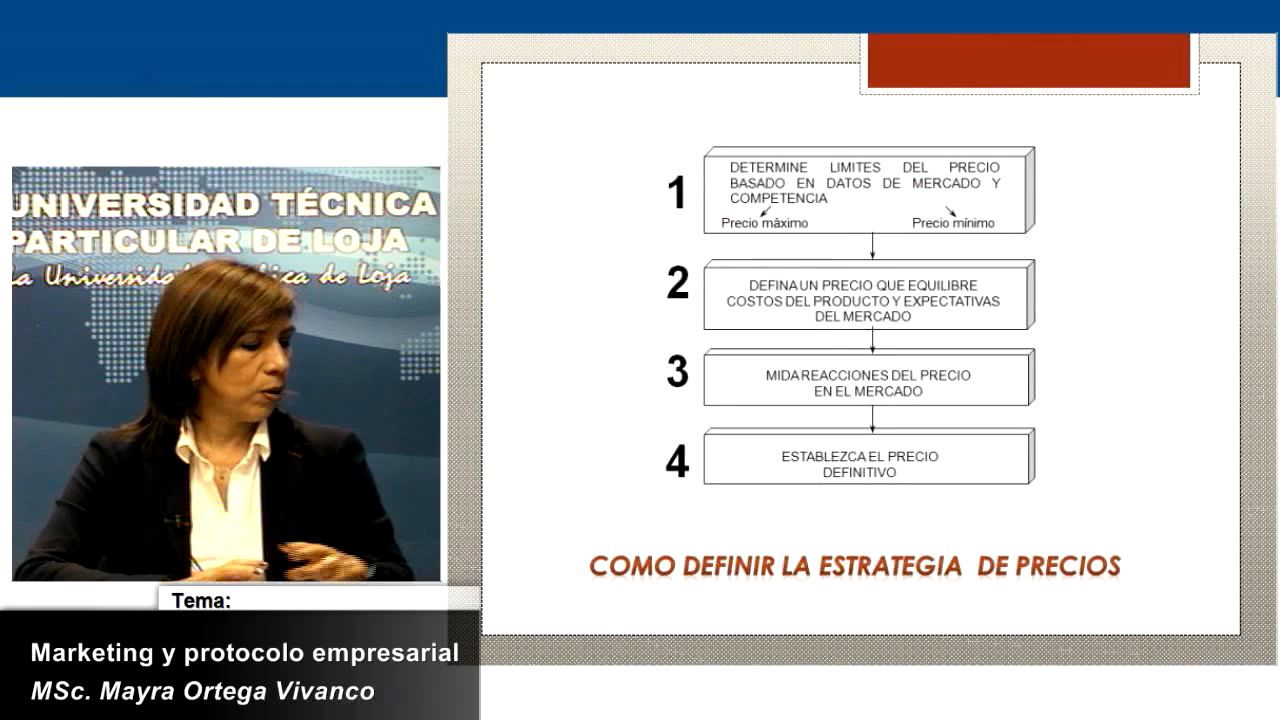 UNIVERSIDAD TÉCNICA
PARTICULAR DE LOJA
La Universidad Católica de Loja
Tema:
Marketing y protocolo empresarial
MSc. Mayra Ortega Vivanco
1
DETERMINE LIMITES DEL PRECIO
BASADO EN DATOS DE MERCADO Y
COMPETENCIA
Precio máximo Precio mínimo
2
DEFINA UN PRECIO QUE EQUILIBRE
COSTOS DEL PRODUCTO Y EXPECTATIVAS
DEL MERCADO
3
MIDA REACCIONES DEL PRECIO
EN EL MERCADO
4
ESTABLEZCA EL PRECIO
DEFINITIVO
COMO DEFINIR LA ESTRATEGIA DE PRECIOS